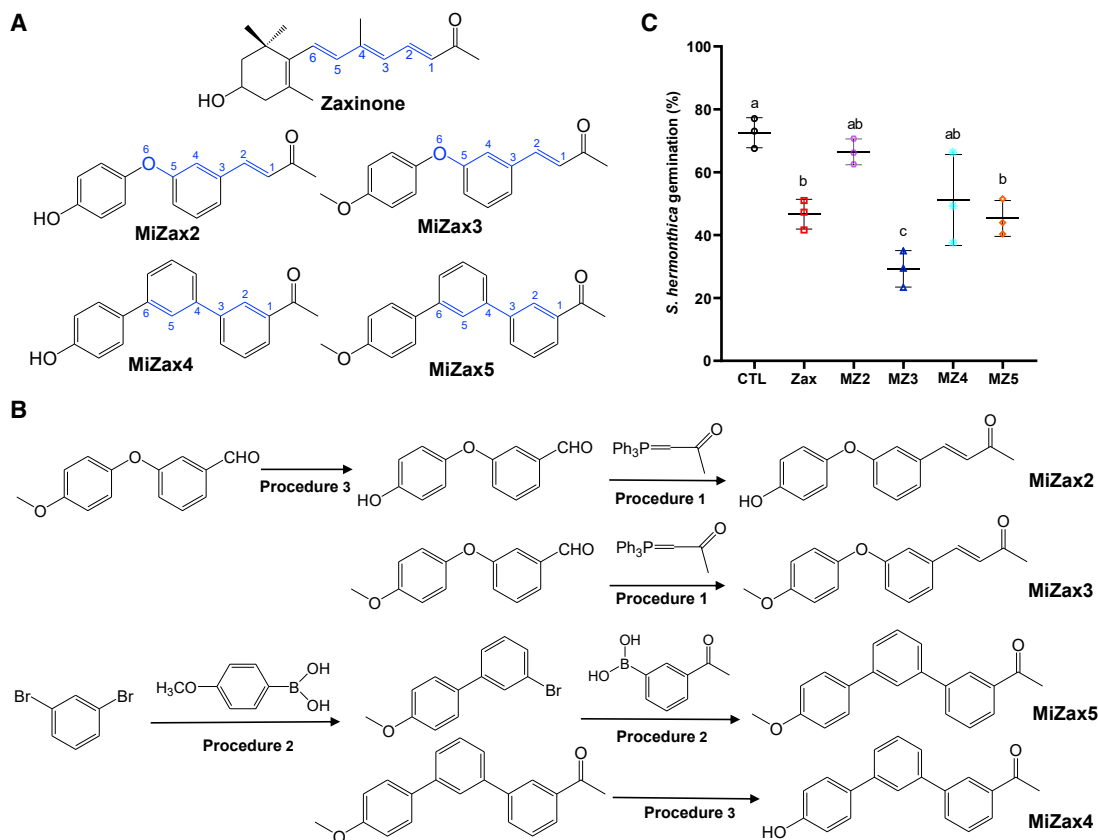 A
O
4
2
6
5
3
1
HO
Zaxinone
6
O
5
4
3
2
1
O
HO
MiZax2
6
O
5
4
3
2
1
O
O
MiZax3
6
5
4
3
2
1
O
HO
MiZax4
6
5
4
3
2
1
O
O
MiZax5
C
S. hermonthica germination (%)
100
80
60
40
20
0
a
b
ab
c
ab
b
CTL Zax MZ2 MZ3 MZ4 MZ5
B
O
O
CHO
Procedure 3
HO
O
CHO
Ph3P
O
Procedure 1
HO
O
O
MiZax2
O
O
CHO
Ph3P
O
Procedure 1
O
O
O
MiZax3
Br
Br
H3CO
B
OH
OH
Procedure 2
O
Br
OH
B
HO
O
Procedure 2
O
O
MiZax5
O
O
Procedure 3
HO
O
MiZax4